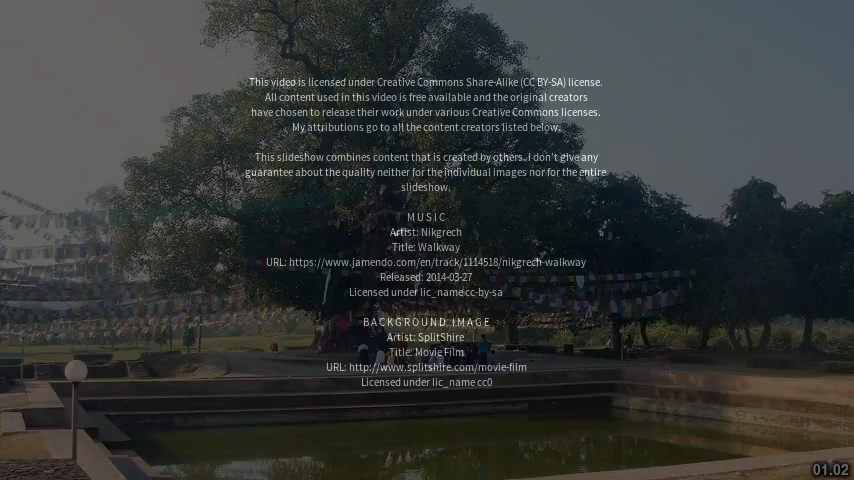 This video is licensed under Creative Commons Share-Alike (CC BY-SA) license.
All content used in this video is free available and the original creators
have chosen to release their work under various Creative Commons licenses.
My attributions go to all the content creators listed below.
This slideshow combines content that is created by others. I don't give any
guarantee about the quality neither for the individual images nor for the entire
slideshow.
MUSIC
Artist: Nikgrech
Title: Walkway
URL: https://www.jamendo.com/en/track/1114518/nikgrech-walkway
Released: 2014-03-27
Licensed under lic_name cc-by-sa
BACKGROUND IMAGE
Artist: SplitShire
Title: Movie Film
URL: http://www.splitshire.com/movie-film
Licensed under lic_name cc0
01.02